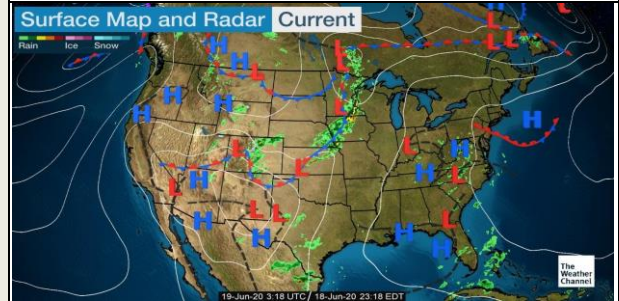 Surface Map and Radar Current
Rain Ice Snow
H
L
L
L
L
H
H
L
L
H
H
H
H
L
L
L
H
H
L
L
H
L
H
L
L
L
H
H
H
The
Weather
Channel
19-Jun-20 3:18 UTC / 18-Jun-20 23:18 EDT